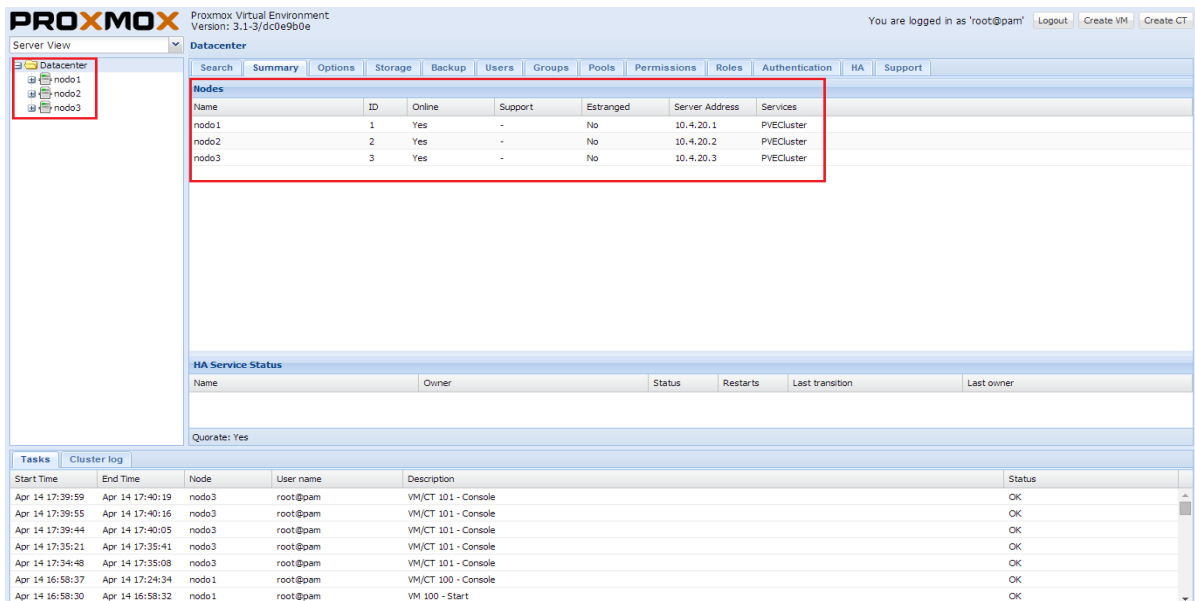 PROXMOX Proxmox Virtual Environment
Version: 3.1-3/dc0e9b0e
You are logged in as 'root@pam' Logout Create VM Create CT
Server View
Datacenter
nodo1
nodo2
nodo3
Datacenter
Search Summary Options Storage Backup Users Groups Pools Permissions Roles Authentication HA Support
Nodes
Name ID Online Support Estranged Server Address Services
nodo1 1 Yes - No 10.4.20.1 PVECluster
nodo2 2 Yes - No 10.4.20.2 PVECluster
nodo3 3 Yes - No 10.4.20.3 PVECluster
HA Service Status
Name Owner Status Restarts Last transition Last owner
Quorate: Yes
Tasks Cluster log
Start Time End Time Node User name Description Status
Apr 14 17:39:59 Apr 14 17:40:19 nodo3 root@pam VM/CT 101 - Console OK
Apr 14 17:39:55 Apr 14 17:40:16 nodo3 root@pam VM/CT 101 - Console OK
Apr 14 17:39:44 Apr 14 17:40:05 nodo3 root@pam VM/CT 101 - Console OK
Apr 14 17:35:21 Apr 14 17:35:41 nodo3 root@pam VM/CT 101 - Console OK
Apr 14 17:34:48 Apr 14 17:35:08 nodo3 root@pam VM/CT 101 - Console OK
Apr 14 16:58:37 Apr 14 17:24:34 nodo1 root@pam VM/CT 100 - Console OK
Apr 14 16:58:30 Apr 14 16:58:32 nodo1 root@pam VM 100 - Start OK